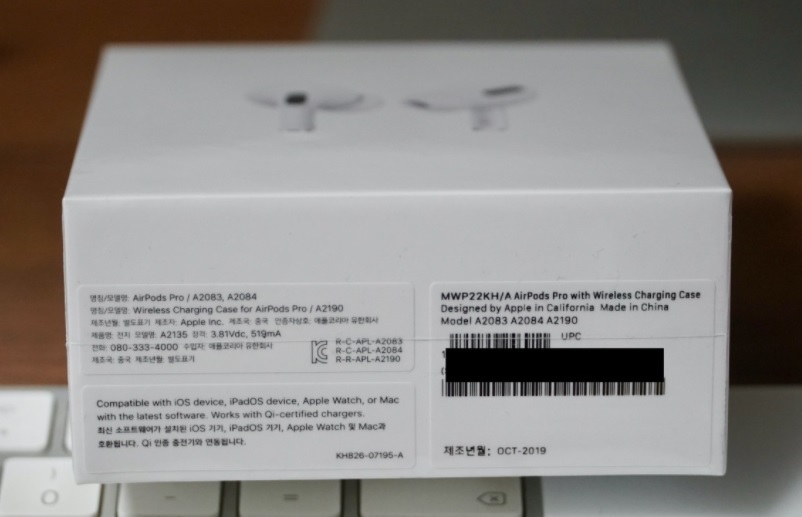 명칭/모델명: AirPods Pro / A2083, A2084
명칭/모델명: Wireless Charging Case for AirPods Pro / A2190
제조년월: 별도표기 제조자: Apple Inc. 제조국: 중국 인증자상호: 애플코리아 유한회사
제품명: 전지 모델명: A2135 정격: 3.81Vdc, 519mA
전화: 080-333-4000 수입자: 애플코리아 유한회사
제조국: 중국 제조년월: 별도표기
R-C-APL-A2083
R-C-APL-A2084
R-R-APL-A2190
Compatible with iOS device, iPadOS device, Apple Watch, or Mac
with the latest software. Works with Qi-certified chargers.
최신 소프트웨어가 설치된 iOS 기기, iPadOS 기기, Apple Watch 및 Mac과
호환됩니다. Qi 인증 충전기와 연동됩니다.
KH826-07195-A
MWP22KH/A AirPods Pro with Wireless Charging Case
Designed by Apple in California Made in China
Model A2083 A2084 A2190
UPC
제조년월: OCT-2019
O
-
=